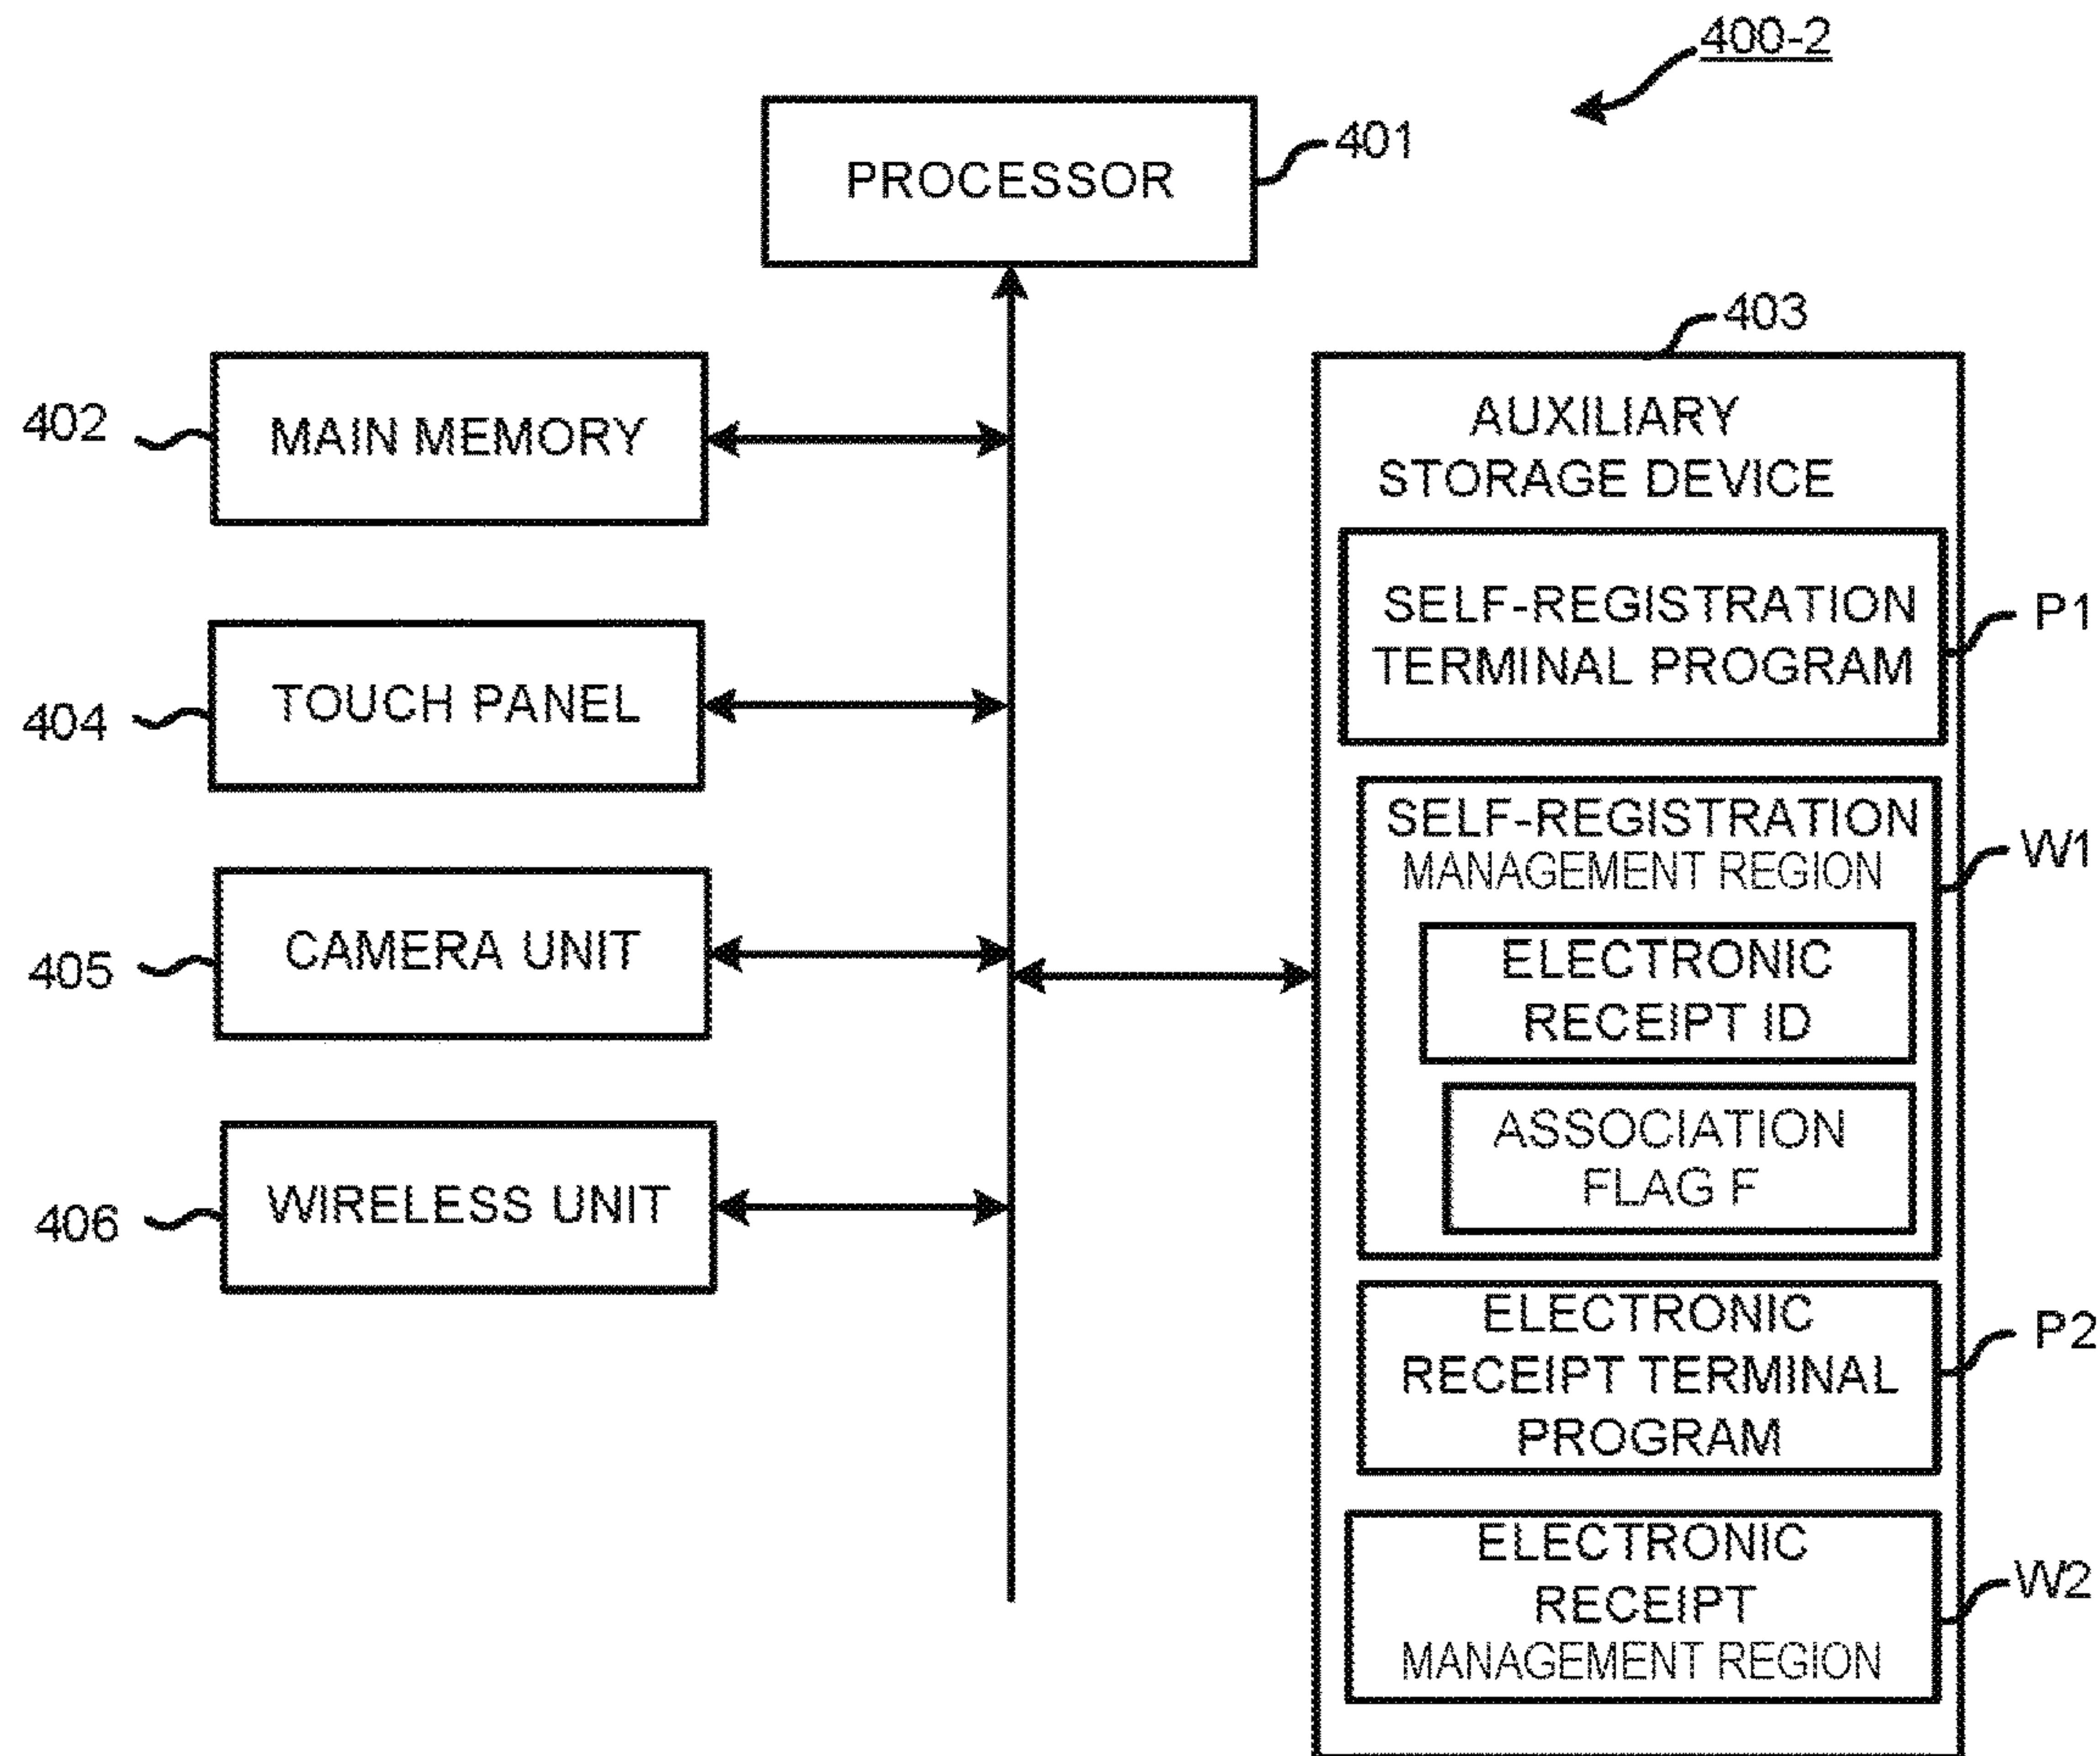 400-2
PROCESSOR
401
402
MAIN MEMORY
404
TOUCH PANEL
405
CAMERA UNIT
406
WIRELESS UNIT
403
AUXILIARY
STORAGE DEVICE
SELF-REGISTRATION
TERMINAL PROGRAM
P1
SELF-REGISTRATION
MANAGEMENT REGION
W1
ELECTRONIC
RECEIPT ID
ASSOCIATION
FLAG F
ELECTRONIC
RECEIPT TERMINAL
PROGRAM
P2
ELECTRONIC
RECEIPT
MANAGEMENT REGION
W2